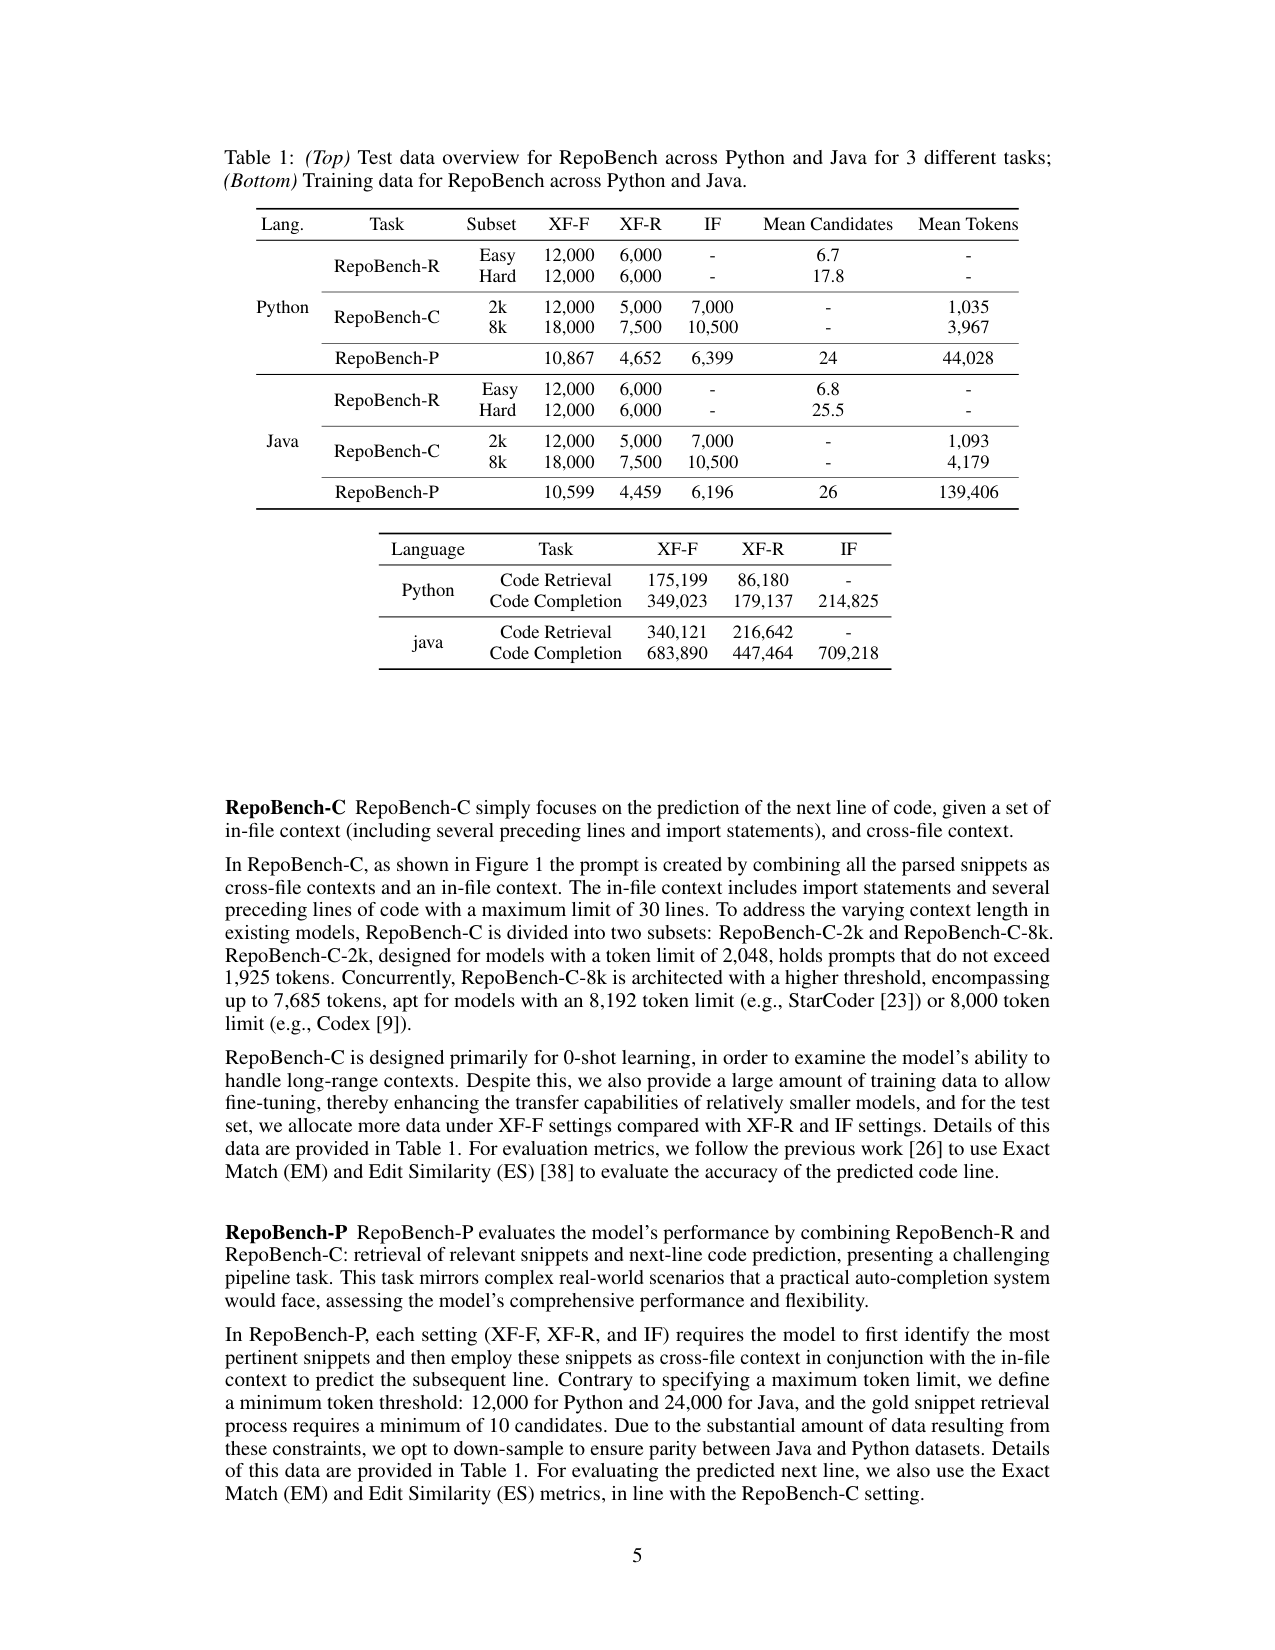 Table 1: (Top) Test data overview for RepoBench across Python and Java for 3 different tasks;
(Bottom) Training data for RepoBench across Python and Java.
Lang. Task Subset XF-F XF-R IF Mean Candidates Mean Tokens
Python
RepoBench-R
Easy 12,000 6,000 - 6.7 -
Hard 12,000 6,000 - 17.8 -
RepoBench-C
2k 12,000 5,000 7,000 - 1,035
8k 18,000 7,500 10,500 - 3,967
RepoBench-P 10,867 4,652 6,399 24 44,028
Java
RepoBench-R
Easy 12,000 6,000 - 6.8 -
Hard 12,000 6,000 - 25.5 -
RepoBench-C
2k 12,000 5,000 7,000 - 1,093
8k 18,000 7,500 10,500 - 4,179
RepoBench-P 10,599 4,459 6,196 26 139,406
Language Task XF-F XF-R IF
Python
Code Retrieval 175,199 86,180 -
Code Completion 349,023 179,137 214,825
java
Code Retrieval 340,121 216,642 -
Code Completion 683,890 447,464 709,218
RepoBench-C RepoBench-C simply focuses on the prediction of the next line of code, given a set of
in-file context (including several preceding lines and import statements), and cross-file context.
In RepoBench-C, as shown in Figure 1 the prompt is created by combining all the parsed snippets as
cross-file contexts and an in-file context. The in-file context includes import statements and several
preceding lines of code with a maximum limit of 30 lines. To address the varying context length in
existing models, RepoBench-C is divided into two subsets: RepoBench-C-2k and RepoBench-C-8k.
RepoBench-C-2k, designed for models with a token limit of 2,048, holds prompts that do not exceed
1,925 tokens. Concurrently, RepoBench-C-8k is architected with a higher threshold, encompassing
up to 7,685 tokens, apt for models with an 8,192 token limit (e.g., StarCoder [23]) or 8,000 token
limit (e.g., Codex [9]).
RepoBench-C is designed primarily for 0-shot learning, in order to examine the model's ability to
handle long-range contexts. Despite this, we also provide a large amount of training data to allow
fine-tuning, thereby enhancing the transfer capabilities of relatively smaller models, and for the test
set, we allocate more data under XF-F settings compared with XF-R and IF settings. Details of this
data are provided in Table 1. For evaluation metrics, we follow the previous work [26] to use Exact
Match (EM) and Edit Similarity (ES) [38] to evaluate the accuracy of the predicted code line.
RepoBench-P RepoBench-P evaluates the model's performance by combining RepoBench-R and
RepoBench-C: retrieval of relevant snippets and next-line code prediction, presenting a challenging
pipeline task. This task mirrors complex real-world scenarios that a practical auto-completion system
would face, assessing the model's comprehensive performance and flexibility.
In RepoBench-P, each setting (XF-F, XF-R, and IF) requires the model to first identify the most
pertinent snippets and then employ these snippets as cross-file context in conjunction with the in-file
context to predict the subsequent line. Contrary to specifying a maximum token limit, we define
a minimum token threshold: 12,000 for Python and 24,000 for Java, and the gold snippet retrieval
process requires a minimum of 10 candidates. Due to the substantial amount of data resulting from
these constraints, we opt to down-sample to ensure parity between Java and Python datasets. Details
of this data are provided in Table 1. For evaluating the predicted next line, we also use the Exact
Match (EM) and Edit Similarity (ES) metrics, in line with the RepoBench-C setting.
5